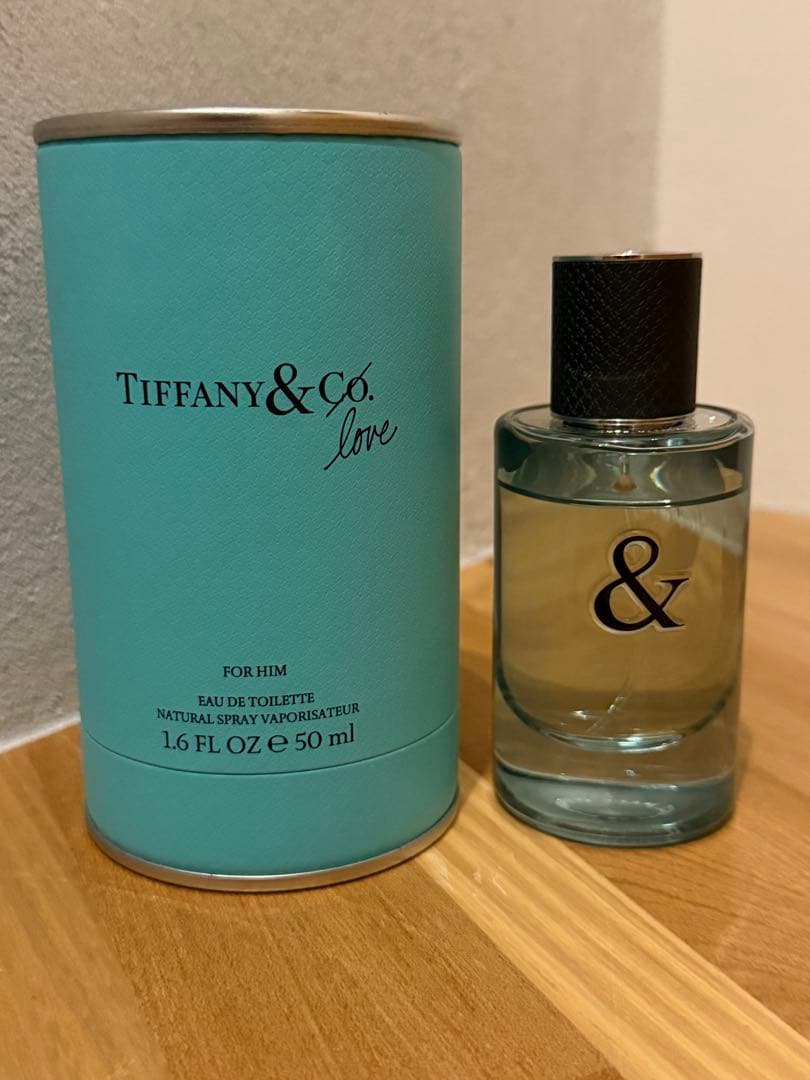 TIFFANY & CO.
love
FOR HIM
EAU DE TOILETTE
NATURAL SPRAY VAPORISATEUR
1.6 FL OZ e 50 ml
&